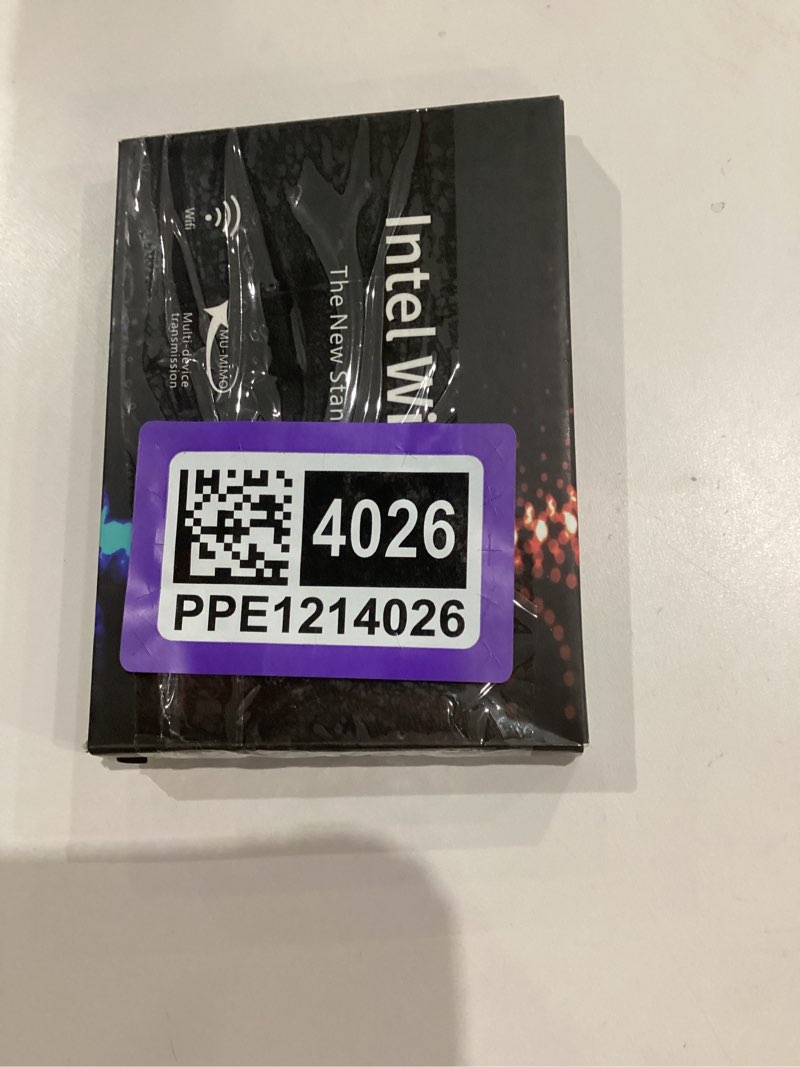 Intel Wi
The New Stan
Wifi
MU-MIMO
Multi-device
transmission
4026
PPE1214026